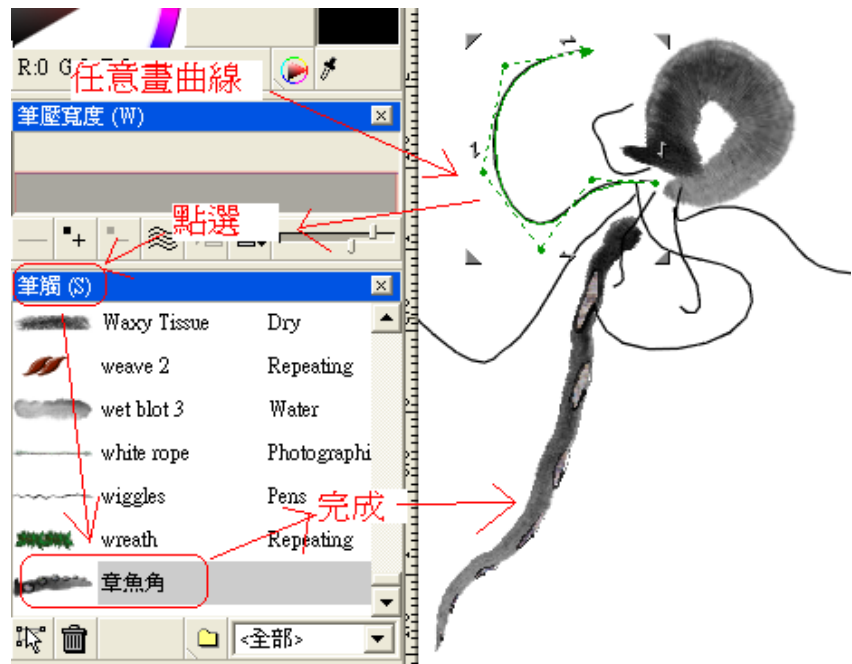 R:0 G
任意畫曲線
筆壓寬度 (W)
點選
筆觸 (S)
Waxy Tissue Dry
weave 2 Repeating
wet blot 3 Water
white rope Photographi
wiggles Pens
完成
wreath Repeating
章魚角
<全部>